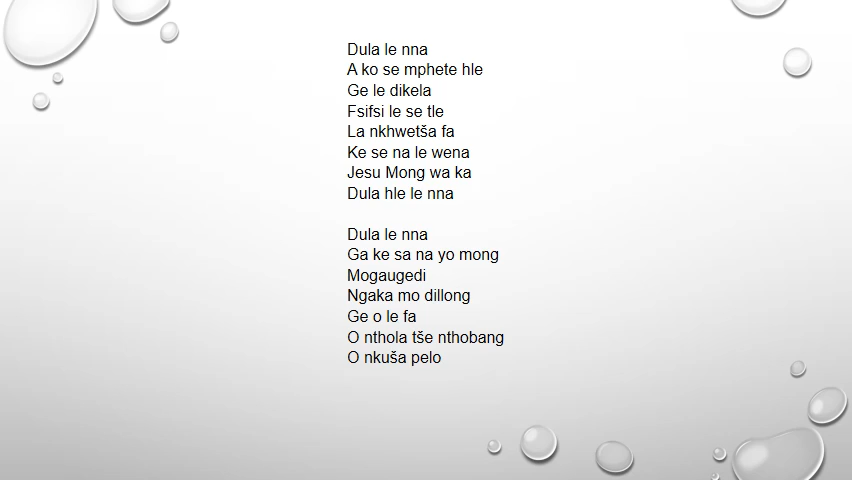 Dula le nna
A ko se mphete hle
Ge le dikela
Fsifsi le se tle
La nkhwetša fa
Ke se na le wena
Jesu Mong wa ka
Dula hle le nna

Dula le nna
Ga ke sa na yo mong
Mogaugedi
Ngaka mo dillong
Ge o le fa
O nthola tše nthobang
O nkuša pelo